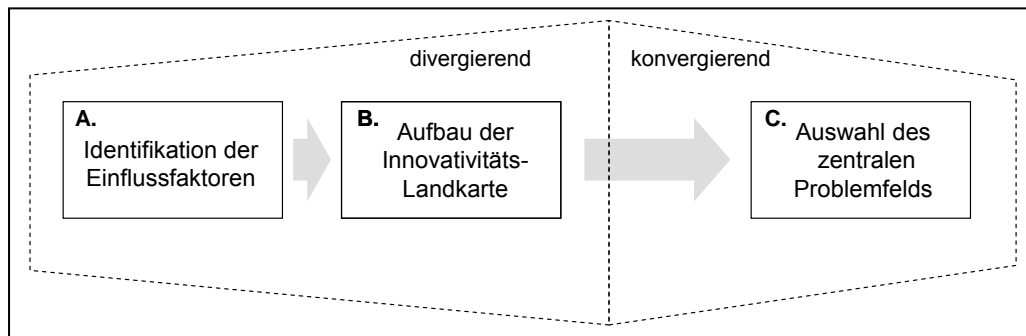 divergierend
konvergierend
A.
Identifikation der
Einflussfaktoren
B.
Aufbau der
Innovativitäts-
Landkarte
C.
Auswahl des
zentralen
Problemfelds